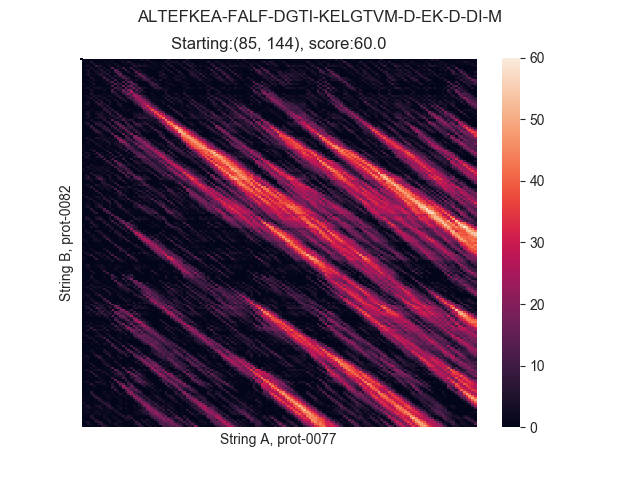 ALTEFKEA-FALF-DGTI-KELGTVM-D-EK-D-DI-M
Starting:(85, 144), score:60.0
String B, prot-0082
String A, prot-0077
60
50
40
30
20
10
0